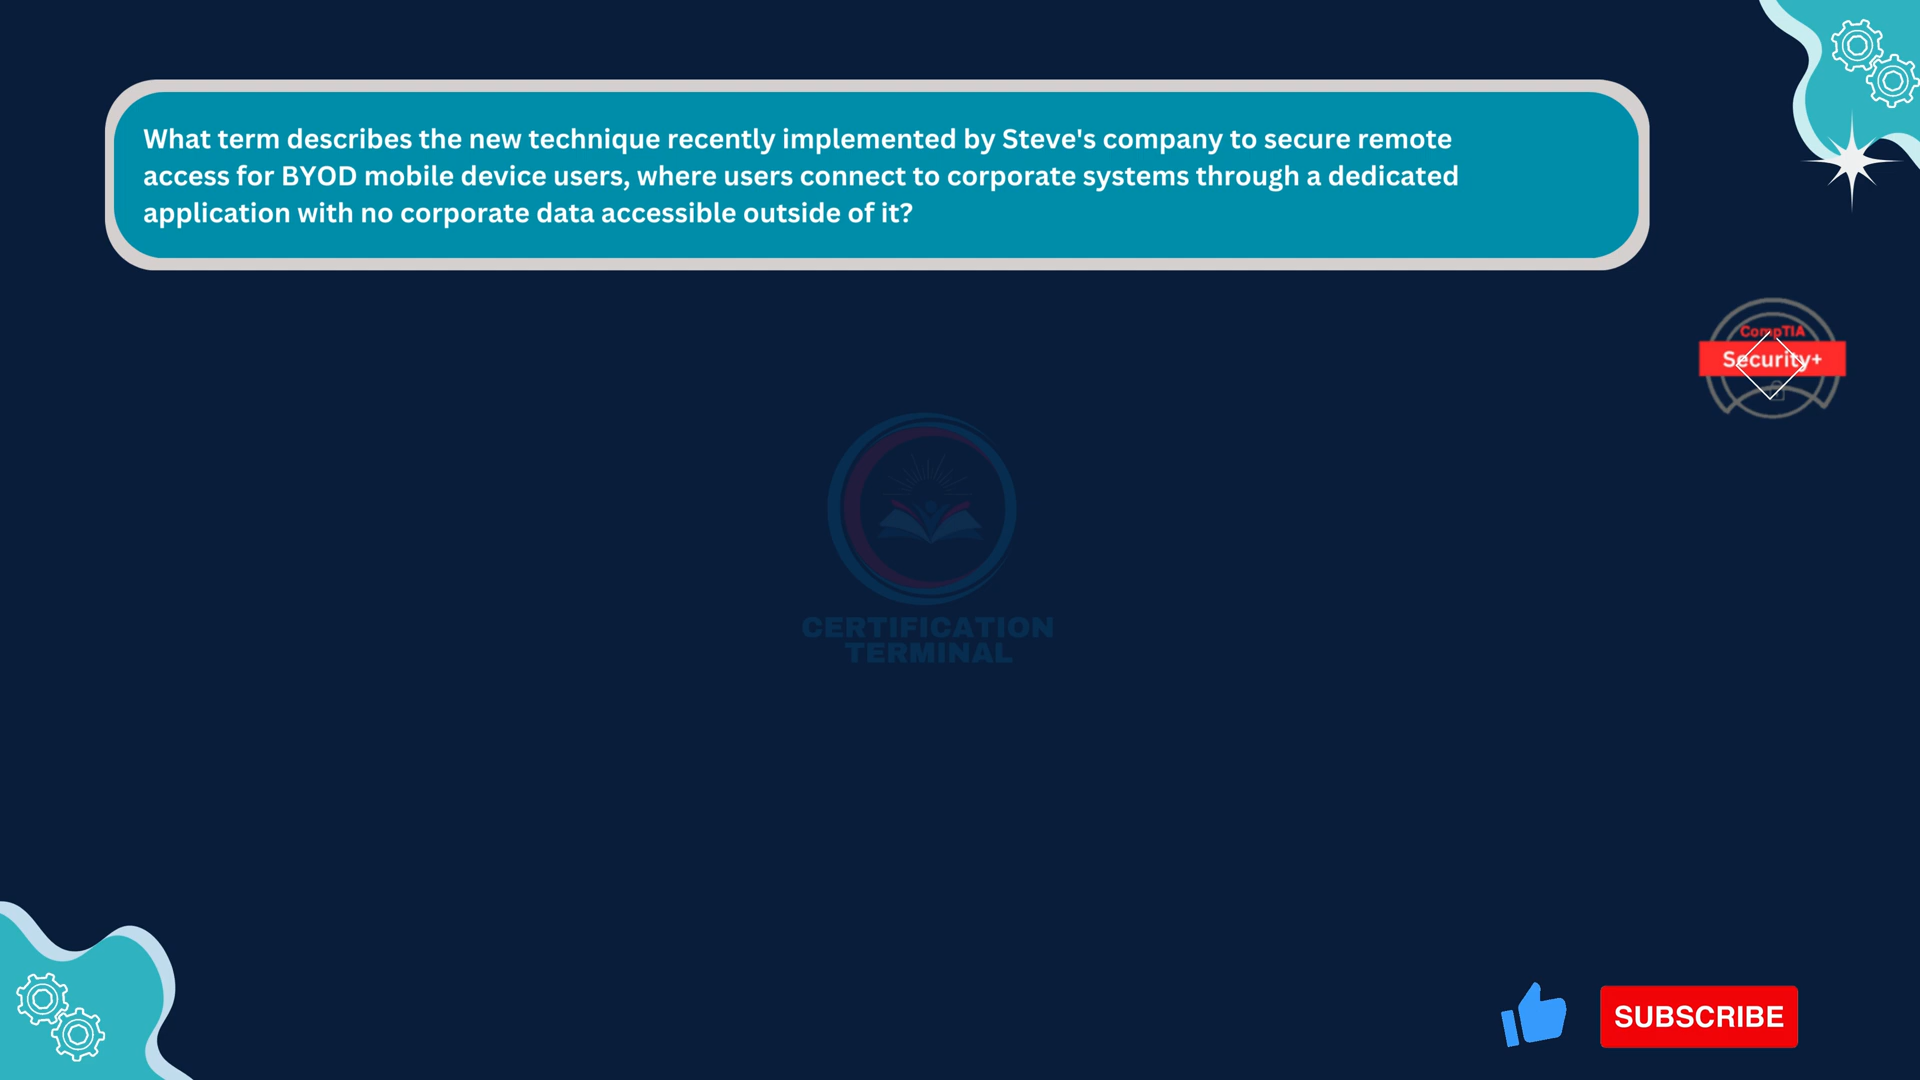 What term describes the new technique recently implemented by Steve's company to secure remote
access for BYOD mobile device users, where users connect to corporate systems through a dedicated
application with no corporate data accessible outside of it?
CompTIA
Security+
CERTIFICATION
TERMINAL
SUBSCRIBE